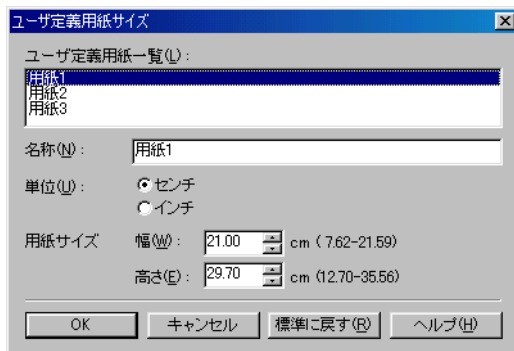 ユーザ定義用紙サイズ
ユーザ定義用紙一覧(L):
用紙1
用紙2
用紙3
名称(N): 用紙1
単位(U): センチ
インチ
用紙サイズ 幅(W): 21.00 cm ( 7.62-21.59)
高さ(E): 29.70 cm (12.70-35.56)
OK キャンセル 標準に戻す(R) ヘルプ(H)